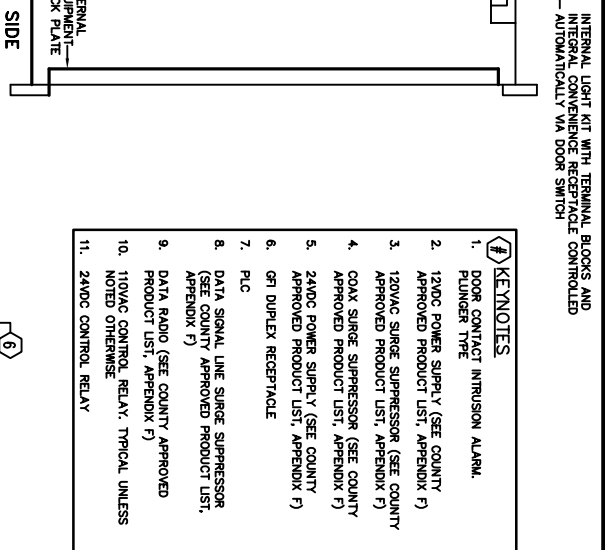 INTERNAL LIGHT KIT WITH TERMINAL BLOCKS AND
INTEGRAL CONVENIENCE RECEPTACLE CONTROLLED
AUTOMATICALLY VIA DOOR SWITCH
ERNAL
IPMENT
CK PLATE
SIDE
# KEYNOTES
1. DOOR CONTACT INTRUSION ALARM.
PLUNGER TYPE
2. 12VDC POWER SUPPLY (SEE COUNTY
APPROVED PRODUCT LIST, APPENDIX F)
3. 120VAC SURGE SUPPRESSOR (SEE COUNTY
APPROVED PRODUCT LIST, APPENDIX F)
4. COAX SURGE SUPPRESSOR (SEE COUNTY
APPROVED PRODUCT LIST, APPENDIX F)
5. 24VDC POWER SUPPLY (SEE COUNTY
APPROVED PRODUCT LIST, APPENDIX F)
6. GFI DUPLEX RECEPTACLE
7. PLC
8. DATA SIGNAL LINE SURGE SUPPRESSOR
(SEE COUNTY APPROVED PRODUCT LIST,
APPENDIX F)
9. DATA RADIO (SEE COUNTY APPROVED
PRODUCT LIST, APPENDIX F)
10. 110VAC CONTROL RELAY. TYPICAL UNLESS
NOTED OTHERWISE
11. 24VDC CONTROL RELAY
6